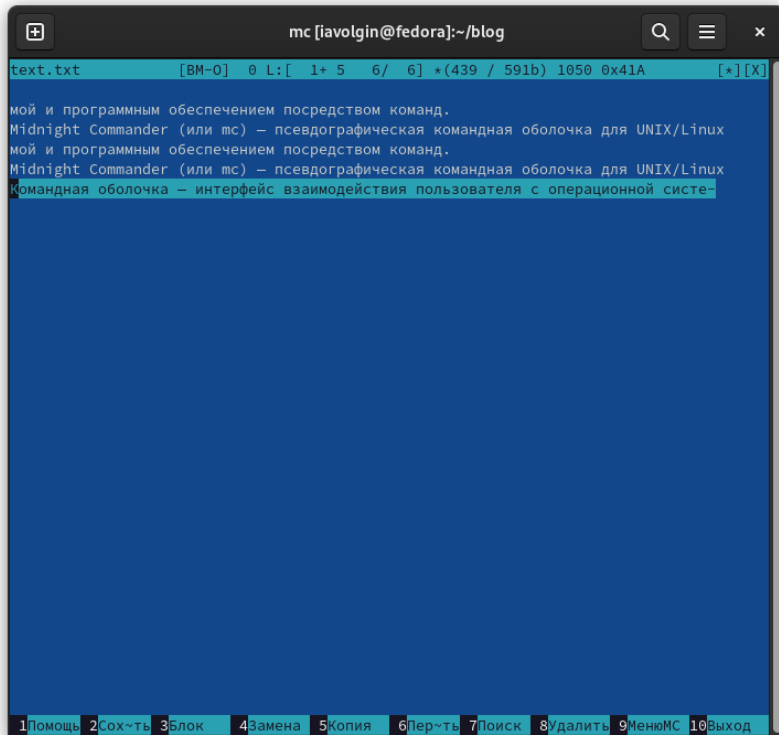 mc [iavolgin@fedora]:~/blog
text.txt [BM-O] 0 L:[ 1+ 5 6/ 6] *(439 / 591b) 1050 0x41A [*][X]
мой и программным обеспечением посредством команд.
Midnight Commander (или mc) — псевдографическая командная оболочка для UNIX/Linux
мой и программным обеспечением посредством команд.
Midnight Commander (или mc) — псевдографическая командная оболочка для UNIX/Linux
Командная оболочка — интерфейс взаимодействия пользователя с операционной систе-
1Помощь 2Сох~ть 3Блок 4Замена 5Копия 6Пер~ть 7Поиск 8Удалить 9МенюМС 10Выход